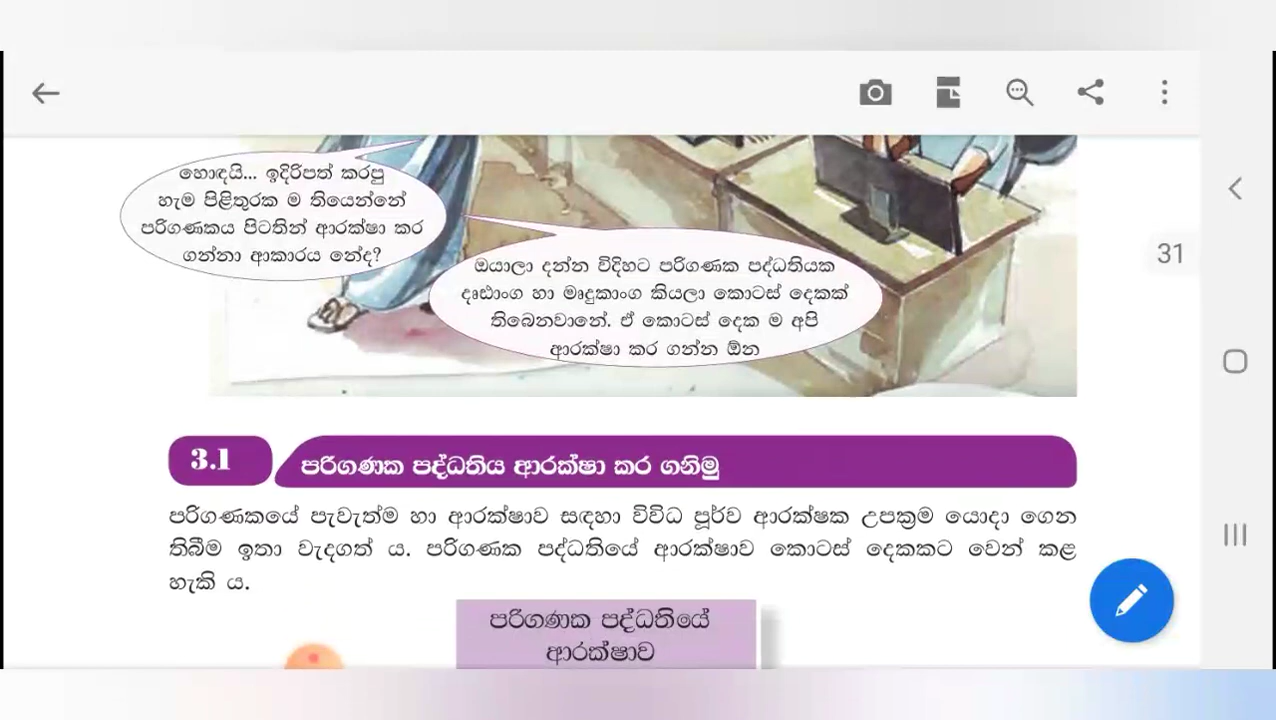 හොඳයි... ඉදිරිපත් කරපු
හැම පිළිතුරක ම තියෙන්නේ
පරිගණකය පිටතින් ආරක්ෂා කර
ගන්නා ආකාරය නේද?
ඔයාලා දන්න විදිහට පරිගණක පද්ධතියක
දෘඪාංග හා මෘදුකාංග කියලා කොටස් දෙකක්
තිබෙනවානේ. ඒ කොටස් දෙක ම අපි
ආරක්ෂා කර ගන්න ඕන
31
3.1 පරිගණක පද්ධතිය ආරක්ෂා කර ගනිමු
පරිගණකයේ පැවැත්ම හා ආරක්ෂාව සඳහා විවිධ පූර්ව ආරක්ෂක උපක්‍රම යොදා ගෙන
තිබීම ඉතා වැදගත් ය. පරිගණක පද්ධතියේ ආරක්ෂාව කොටස් දෙකකට වෙන් කළ
හැකි ය.
පරිගණක පද්ධතියේ
ආරක්ෂාව